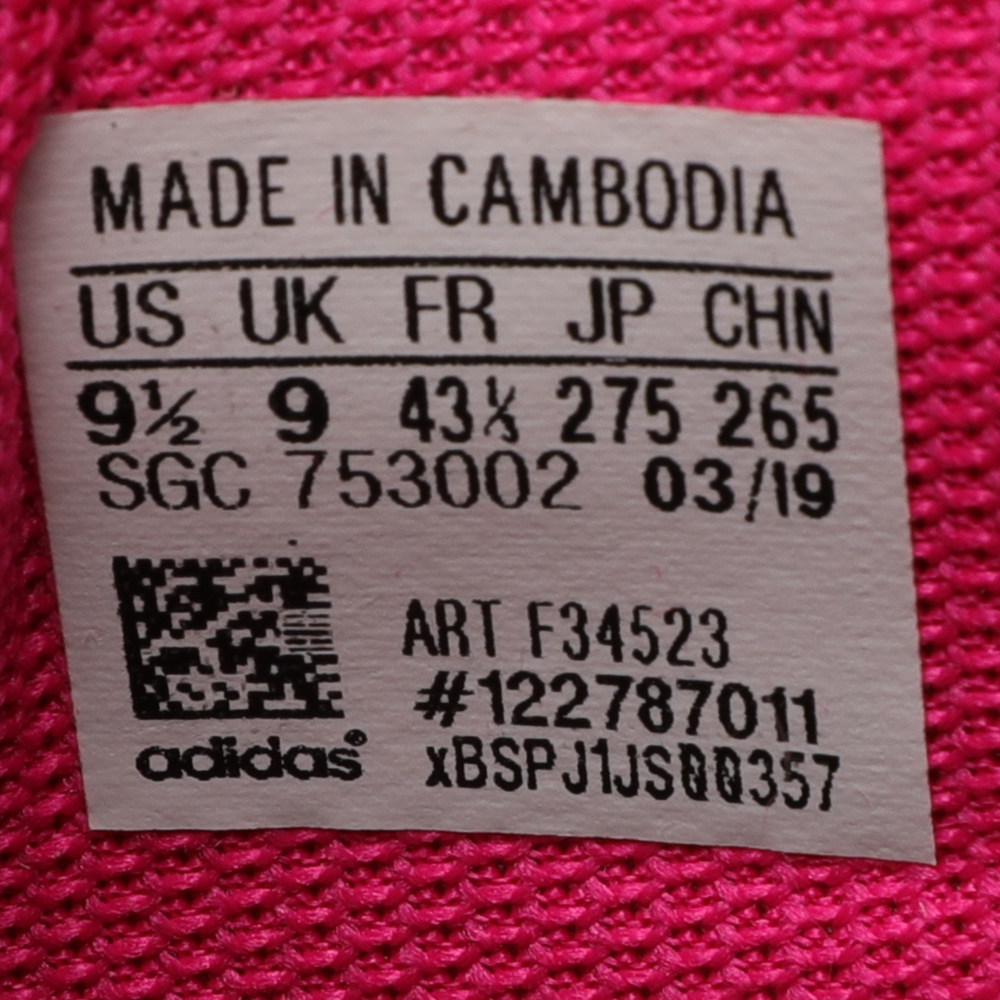 MADE IN CAMBODIA
US UK FR JP CHN
9½ 9 43⅓ 275 265
SGC 753002 03/19
ART F34523
#122787011
adidas®
xBSPJ1JS00357